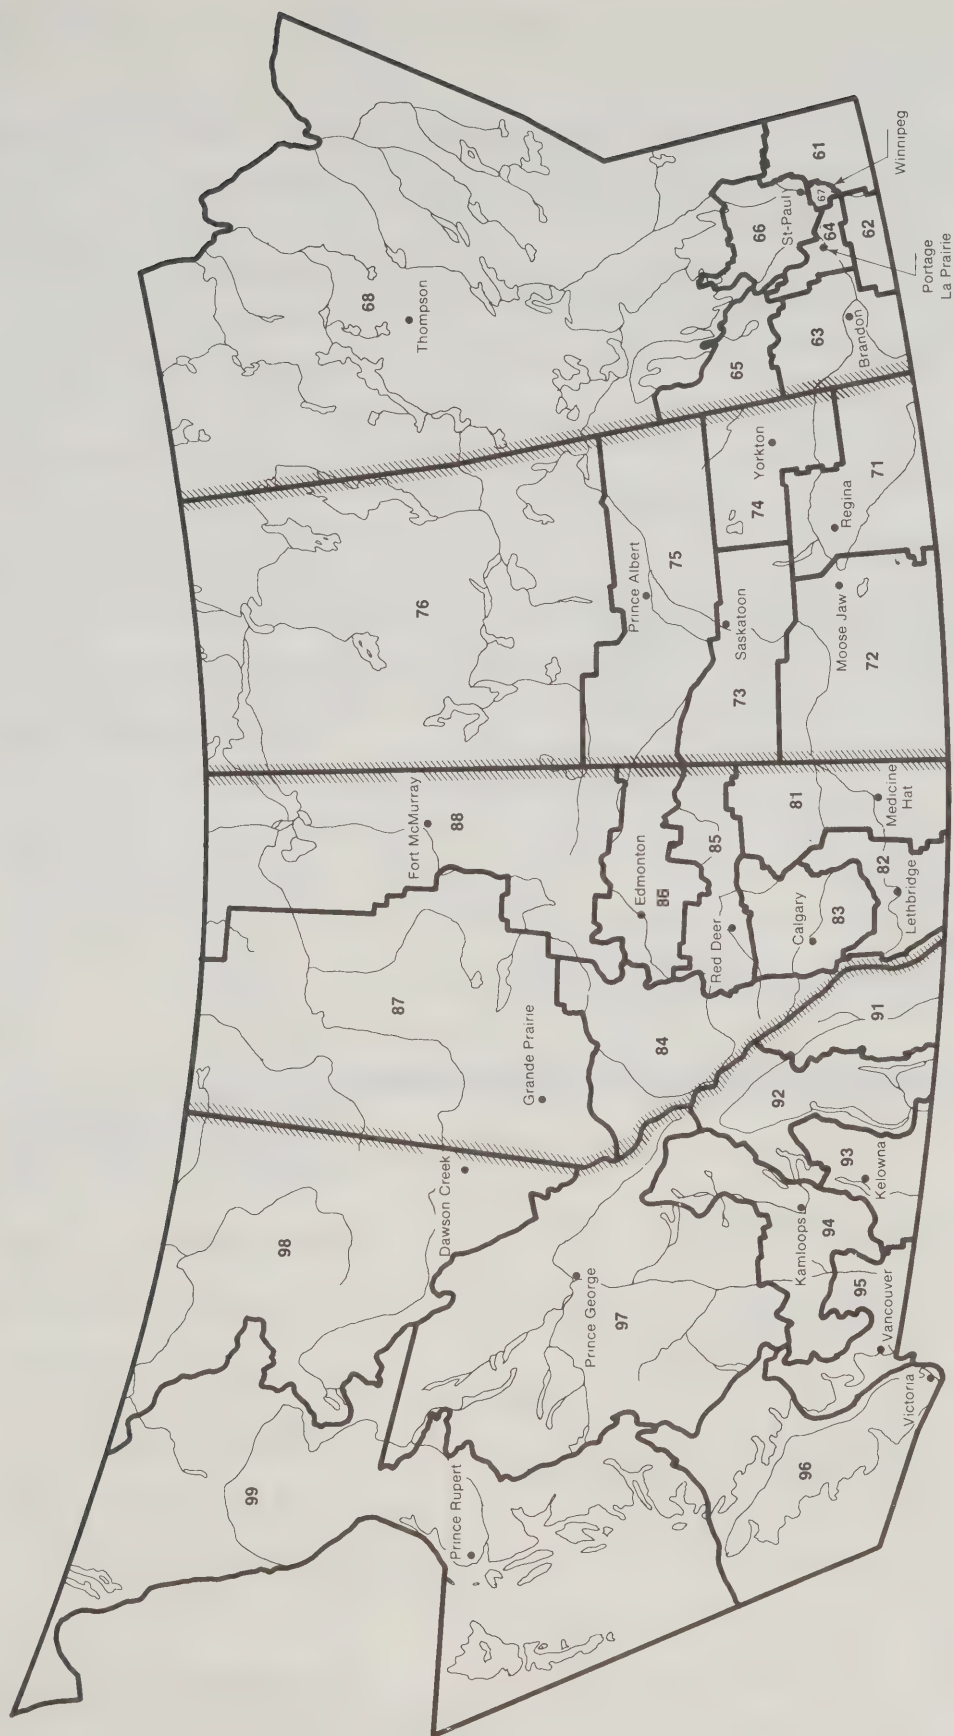 99
98
97
96
95
94
93
92
91
Prince Rupert
Dawson Creek
Prince George
Kamloops
Kelowna
Vancouver
Victoria
87
88
84
86
85
83
82
81
Fort McMurray
Grande Prairie
Edmonton
Red Deer
Calgary
Medicine
Hat
Lethbridge
76
75
74
73
72
71
Prince Albert
Saskatoon
Yorkton
Regina
Moose Jaw
68
66
65
64
63
62
61
67
Thompson
St-Paul
Brandon
Portage
La Prairie
Winnipeg